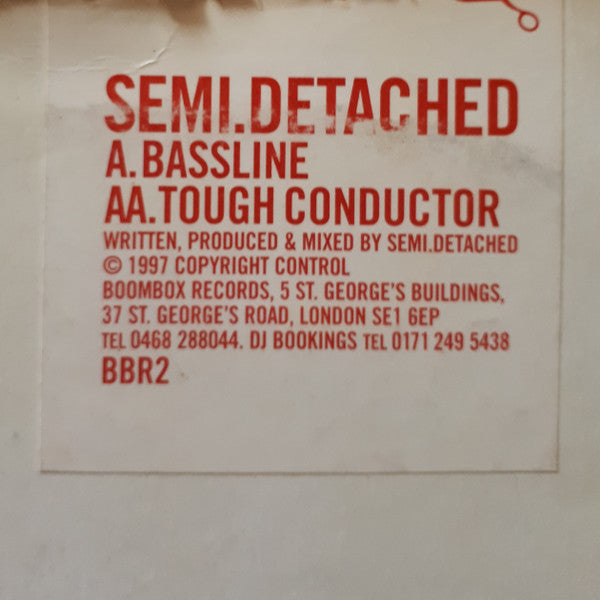 SEMI.DETACHED
A.BASSLINE
AA.TOUGH CONDUCTOR
WRITTEN, PRODUCED & MIXED BY SEMI.DETACHED
© 1997 COPYRIGHT CONTROL
BOOMBOX RECORDS, 5 ST. GEORGE'S BUILDINGS,
37 ST. GEORGE'S ROAD, LONDON SE1 6EP
TEL 0468 288044. DJ BOOKINGS TEL 0171 249 5438
BBR2